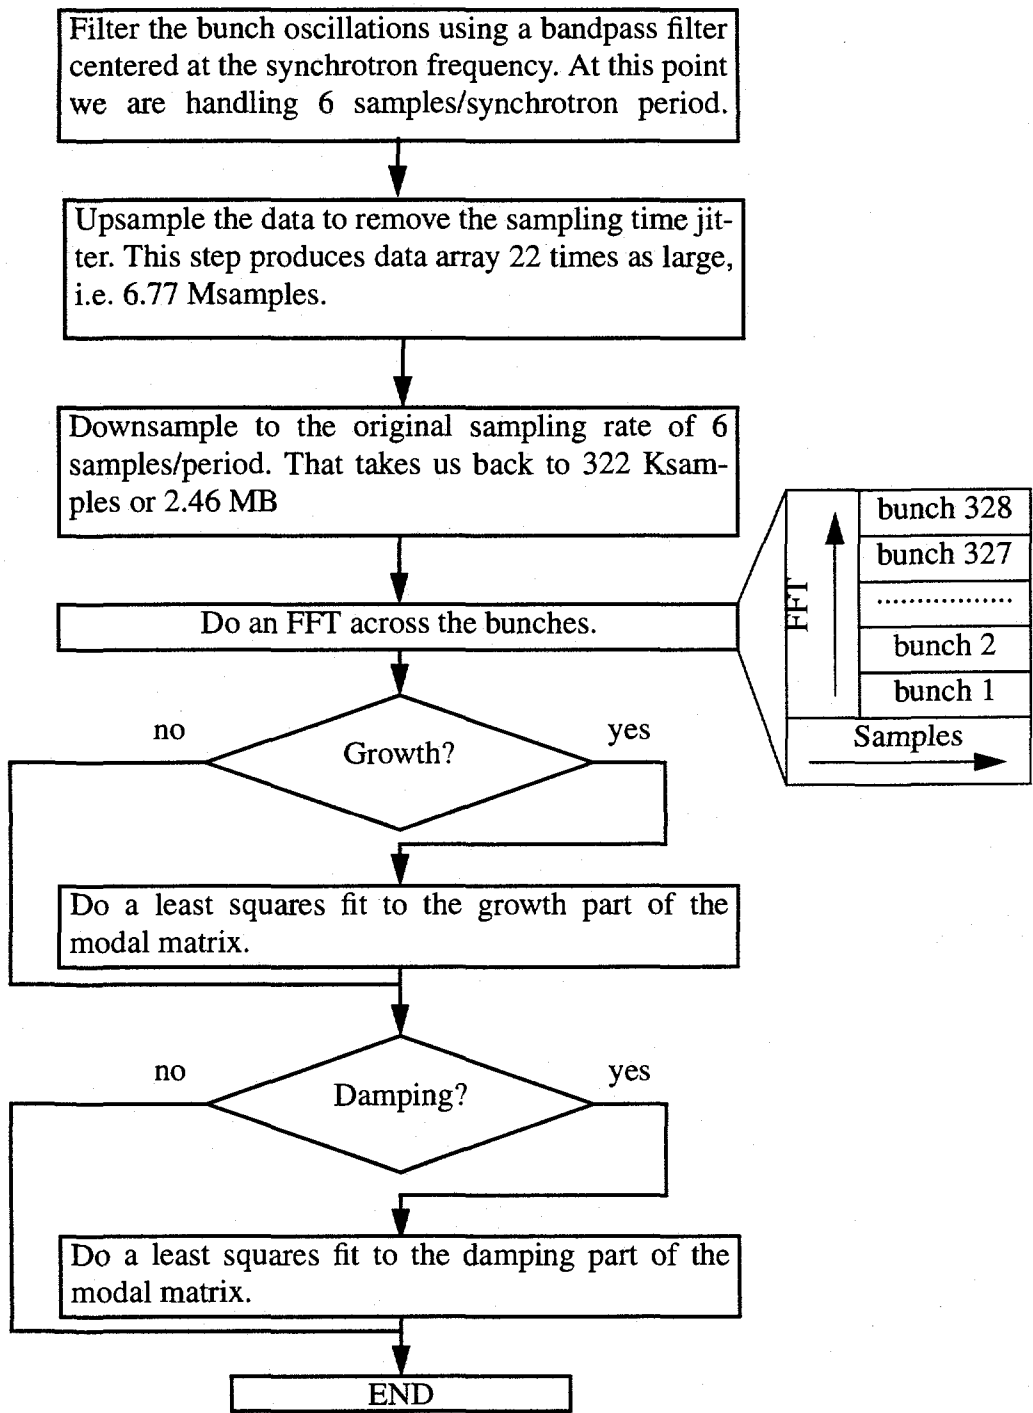 Filter the bunch oscillations using a bandpass filter
centered at the synchrotron frequency. At this point
we are handling 6 samples/synchrotron period.
Upsample the data to remove the sampling time jit-
ter. This step produces data array 22 times as large,
i.e. 6.77 Msamples.
Downsample to the original sampling rate of 6
samples/period. That takes us back to 322 Ksam-
ples or 2.46 MB
Do an FFT across the bunches.
FFT
bunch 328
bunch 327
.................
bunch 2
bunch 1
Samples
no
Growth?
yes
Do a least squares fit to the growth part of the
modal matrix.
no
Damping?
yes
Do a least squares fit to the damping part of the
modal matrix.
END